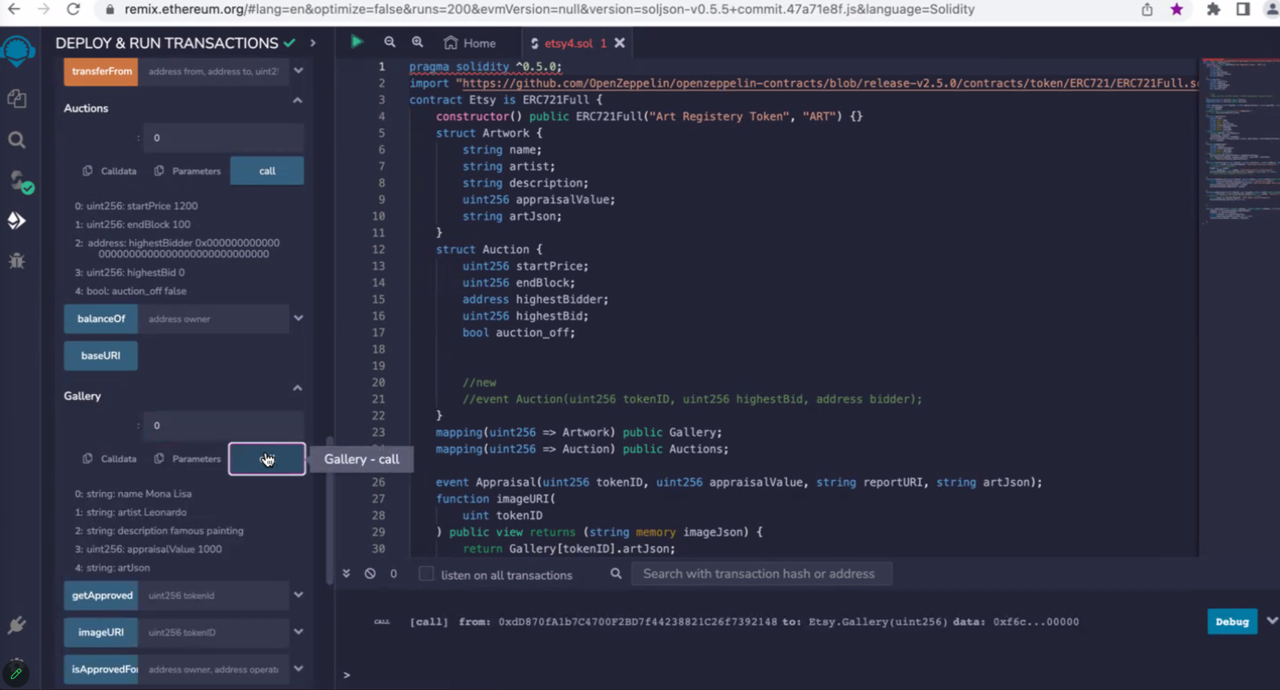 remix.ethereum.org/#lang=en&optimize=false&runs=200&evmVersion=null&version=soljson-v0.5.5+commit.47a71e8f.js&language=Solidity
DEPLOY & RUN TRANSACTIONS
transferFrom address from, address to, uint2
Auctions
: 0
Calldata Parameters call
0: uint256: startPrice 1200
1: uint256: endBlock 100
2: address: highestBidder 0x000000000000
0000000000000000000000000000
3: uint256: highestBid 0
4: bool: auction_off false
balanceOf address owner
baseURI
Gallery
: 0
Calldata Parameters
Gallery - call
0: string: name Mona Lisa
1: string: artist Leonardo
2: string: description famous painting
3: uint256: appraisalValue 1000
4: string: artJson
getApproved uint256 tokenId
imageURI uint256 tokenID
isApprovedFor address owner, address operato
Home
etsy4.sol 1
1 pragma solidity ^0.5.0;
2 import "https://github.com/OpenZeppelin/openzeppelin-contracts/blob/release-v2.5.0/contracts/token/ERC721/ERC721Full.s
3 contract Etsy is ERC721Full {
4 constructor() public ERC721Full("Art Registery Token", "ART") {}
5 struct Artwork {
6 string name;
7 string artist;
8 string description;
9 uint256 appraisalValue;
10 string artJson;
11 }
12 struct Auction {
13 uint256 startPrice;
14 uint256 endBlock;
15 address highestBidder;
16 uint256 highestBid;
17 bool auction_off;
18
19
20 //new
21 //event Auction(uint256 tokenID, uint256 highestBid, address bidder);
22 }
23 mapping(uint256 => Artwork) public Gallery;
mapping(uint256 => Auction) public Auctions;
26 event Appraisal(uint256 tokenID, uint256 appraisalValue, string reportURI, string artJson);
27 function imageURI(
28 uint tokenID
29 ) public view returns (string memory imageJson) {
30 return Gallery[tokenID].artJson;
0 listen on all transactions Search with transaction hash or address
CALL [call] from: 0xdD870fA1b7C4700F2BD7f44238821C26f7392148 to: Etsy.Gallery(uint256) data: 0xf6c...00000 Debug
>